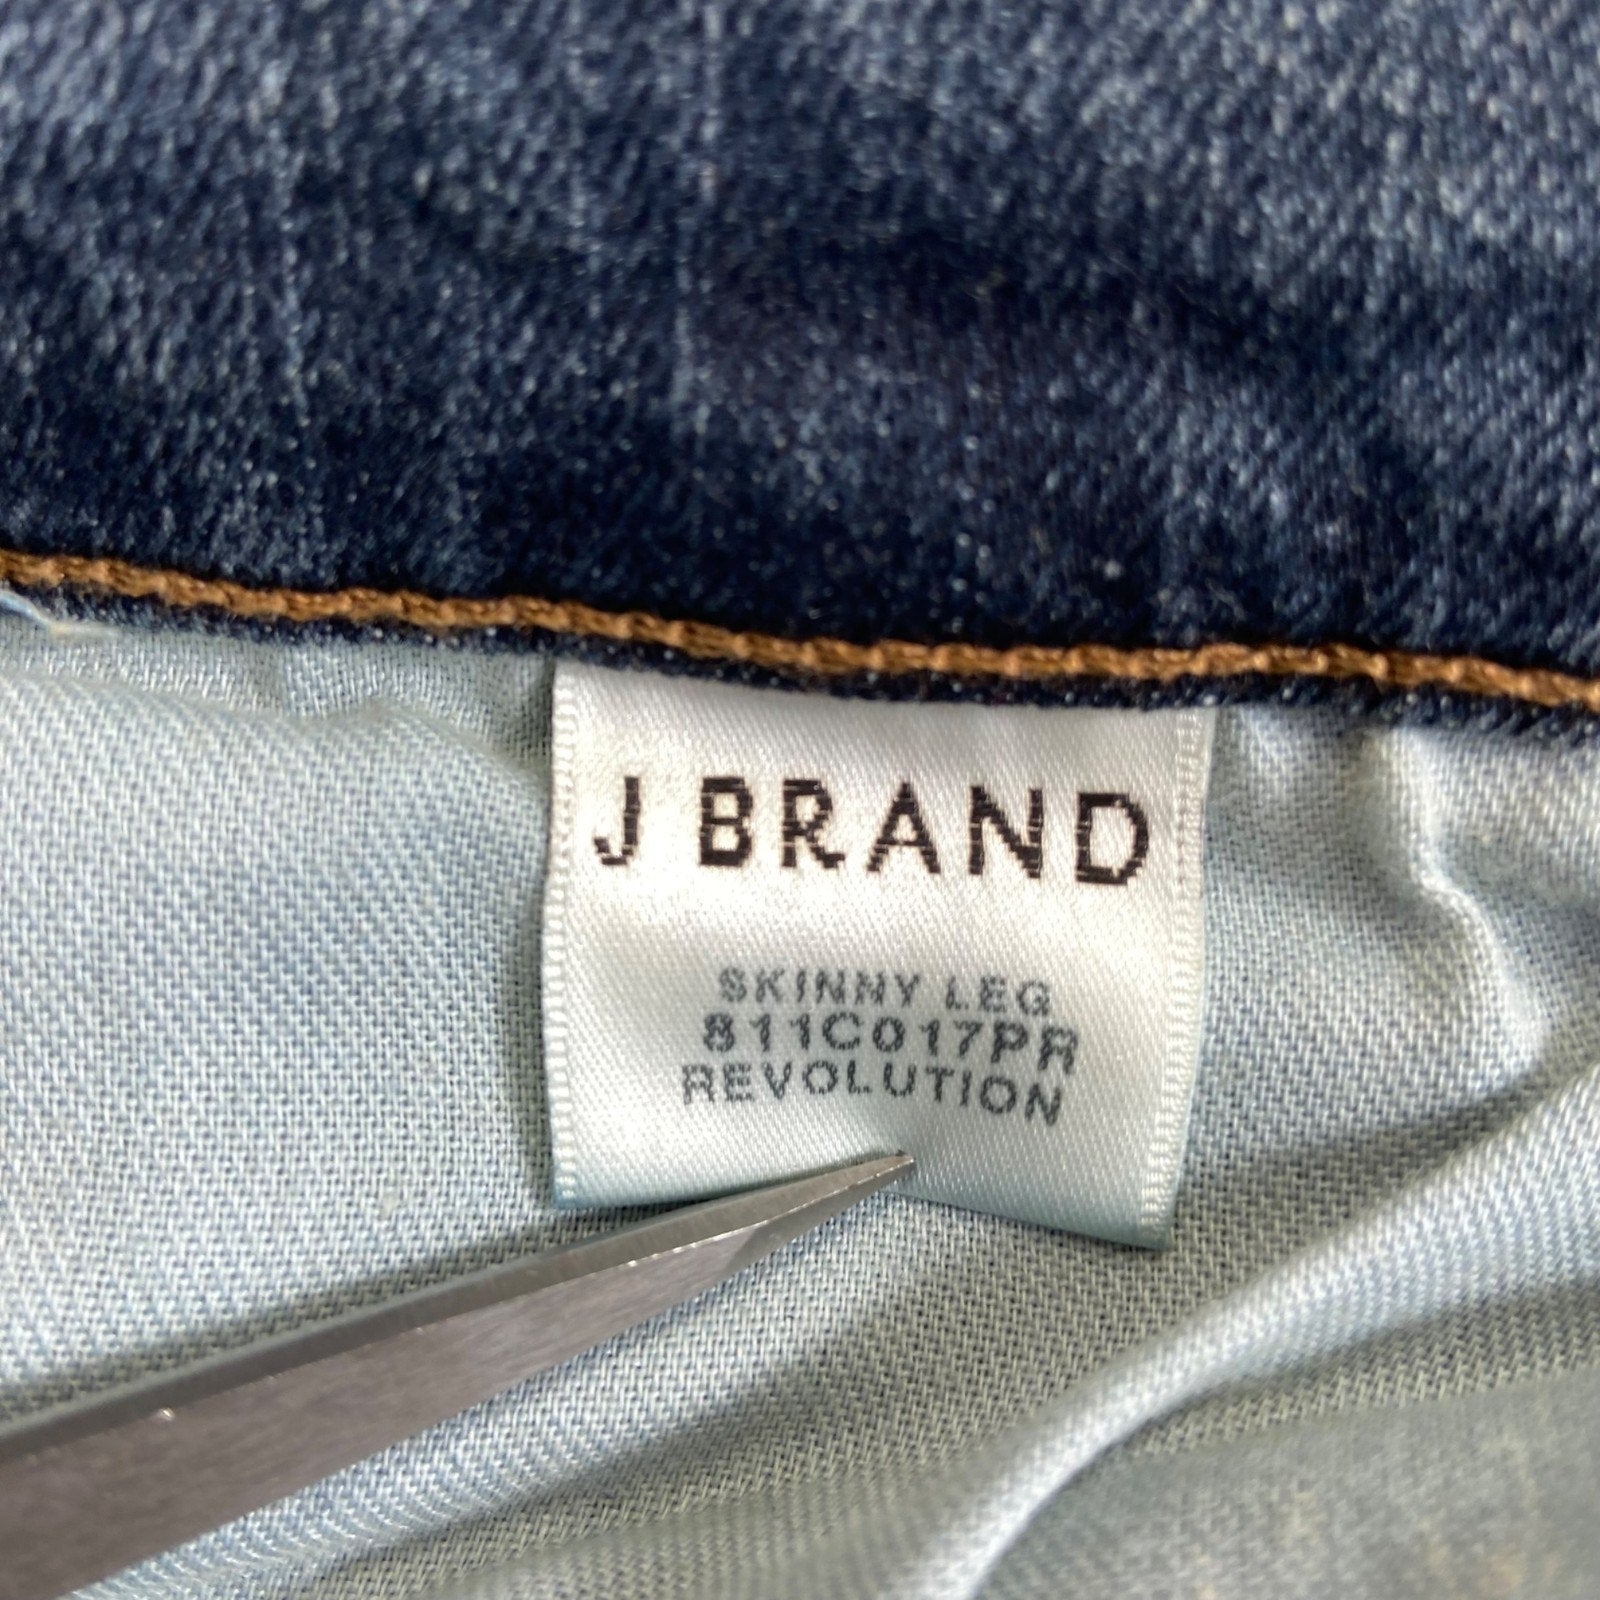 J BRAND
SKINNY LEG
811C017PR
REVOLUTION